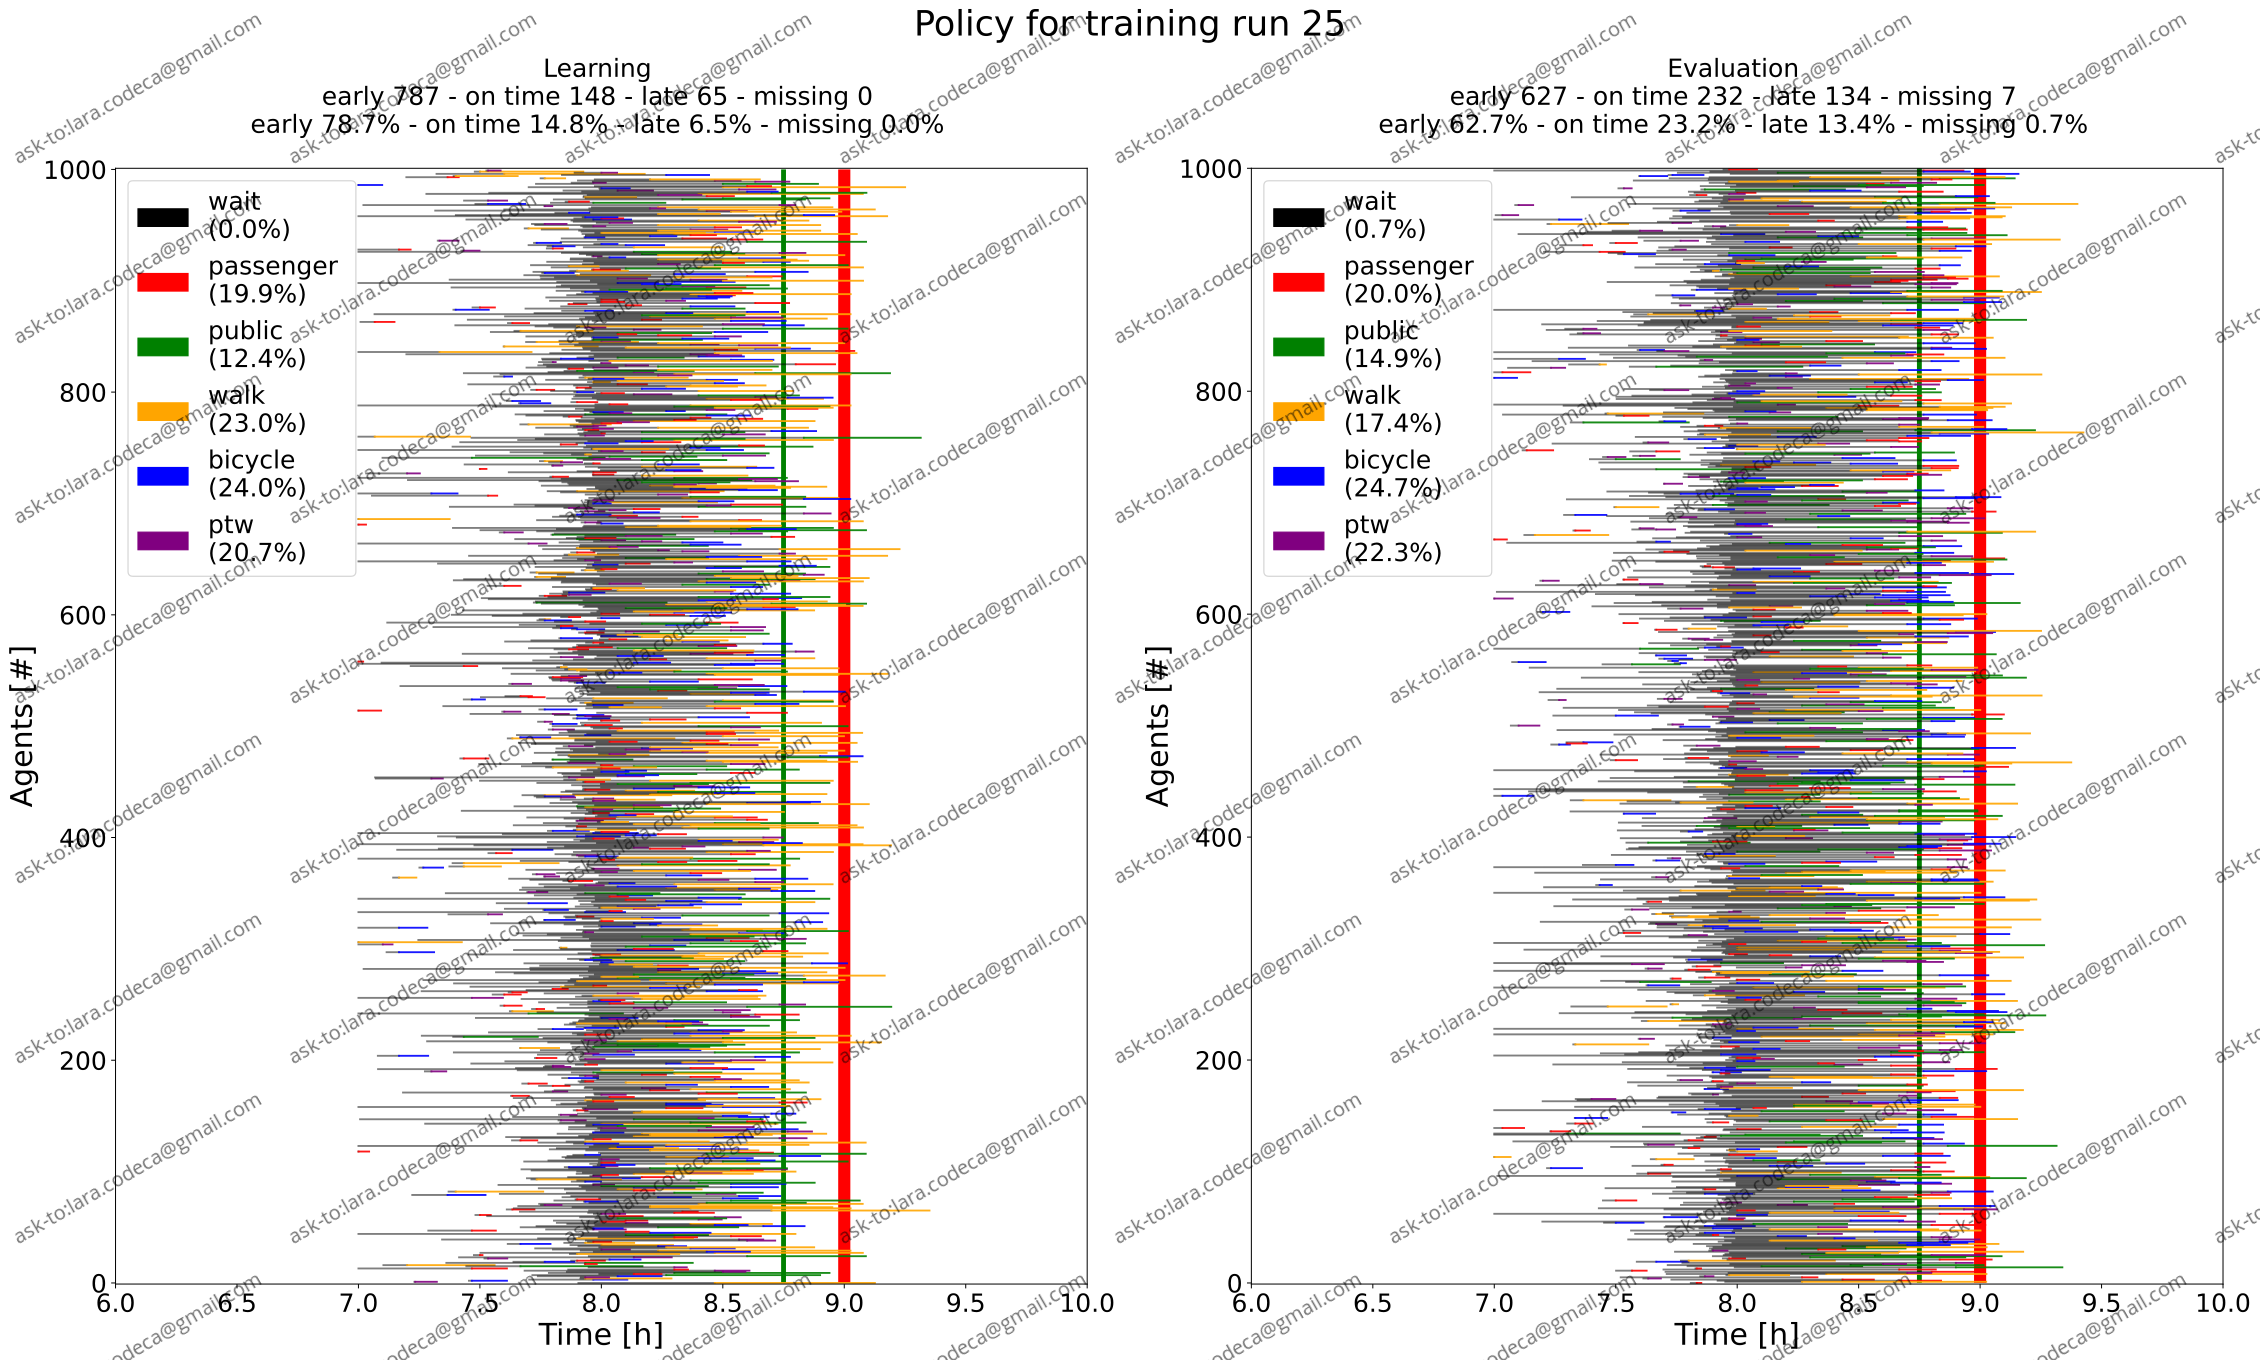 Policy for training run 25
Learning
early 787 - on time 148 - late 65 - missing 0
early 78.7% - on time 14.8% - late 6.5% - missing 0.0%
1000
800
600
400
200
0
Agents [#]
wait
(0.0%)
passenger
(19.9%)
public
(12.4%)
walk
(23.0%)
bicycle
(24.0%)
ptw
(20.7%)
6.0 6.5 7.0 7.5 8.0 8.5 9.0 9.5 10.0
Time [h]
Evaluation
early 627 - on time 232 - late 134 - missing 7
early 62.7% - on time 23.2% - late 13.4% - missing 0.7%
1000
800
600
400
200
0
Agents [#]
wait
(0.7%)
passenger
(20.0%)
public
(14.9%)
walk
(17.4%)
bicycle
(24.7%)
ptw
(22.3%)
6.0 6.5 7.0 7.5 8.0 8.5 9.0 9.5 10.0
Time [h]
ask-to:lara.codeca@gmail.com